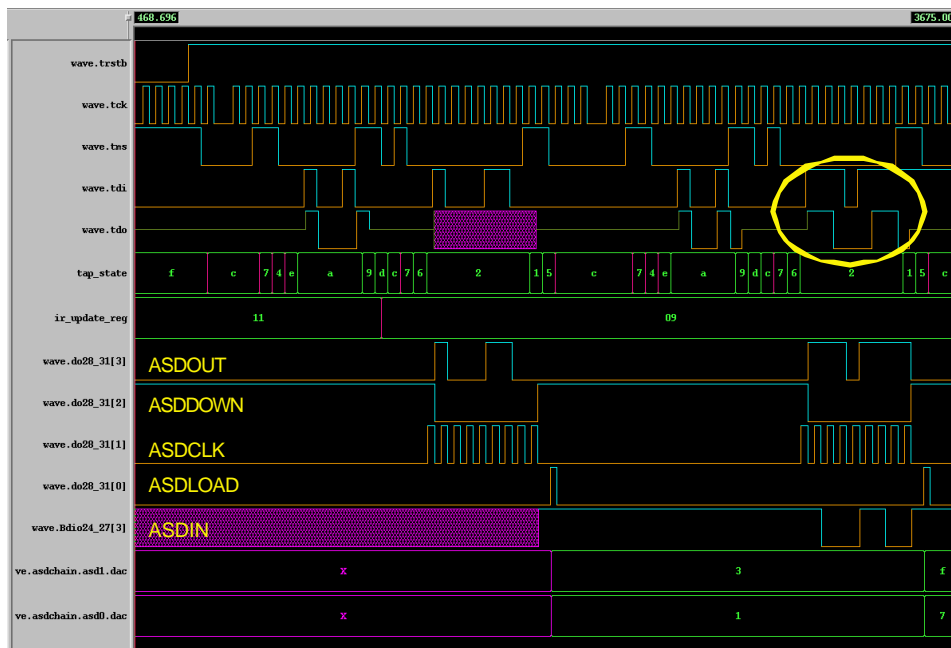 468.696 3675.00
wave.trstb
wave.tck
wave.tms
wave.tdi
wave.tdo
tap_state f c 7 4 e a 9 d c 7 6 2 1 5 c 7 4 e a 9 d c 7 6 2 1 5 c
ir_update_reg 11 09
wave.do28_31[3] ASDOUT
wave.do28_31[2] ASDDOWN
wave.do28_31[1] ASDCLK
wave.do28_31[0] ASDLOAD
wave.Bdio24_27[3] ASDIN
ve.asdchain.asd1.dac X 3 f
ve.asdchain.asd0.dac X 1 7